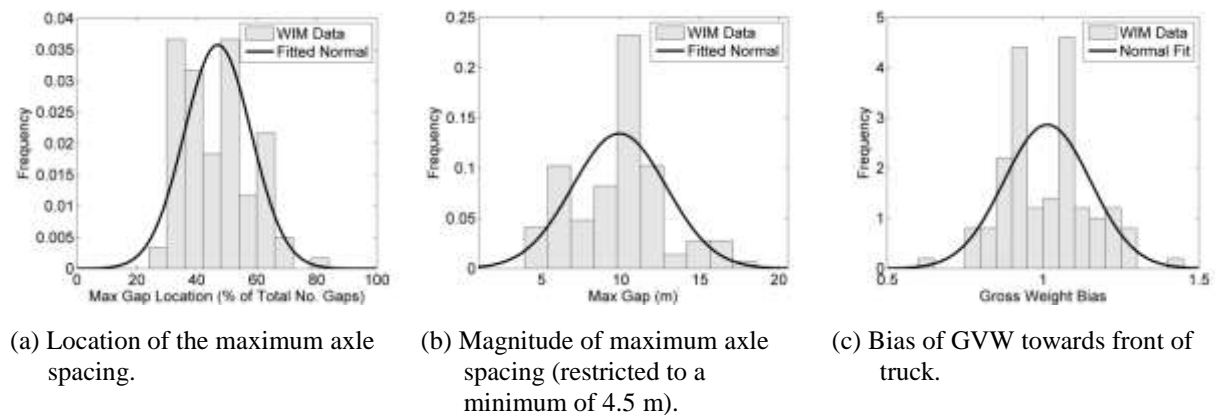 0.04
0.035
0.03
0.025
0.02
0.015
0.01
0.005
0
Frequency
WIM Data
Fitted Normal
0 20 40 60 80 100
Max Gap Location (% of Total No. Gaps)
0.25
0.2
0.15
0.1
0.05
0
Frequency
WIM Data
Fitted Normal
5 10 15 20
Max Gap (m)
5
4
3
2
1
0
Frequency
WIM Data
Normal Fit
0.5 1 1.5
Gross Weight Bias
(a) Location of the maximum axle
spacing.
(b) Magnitude of maximum axle
spacing (restricted to a
minimum of 4.5 m).
(c) Bias of GVW towards front of
truck.